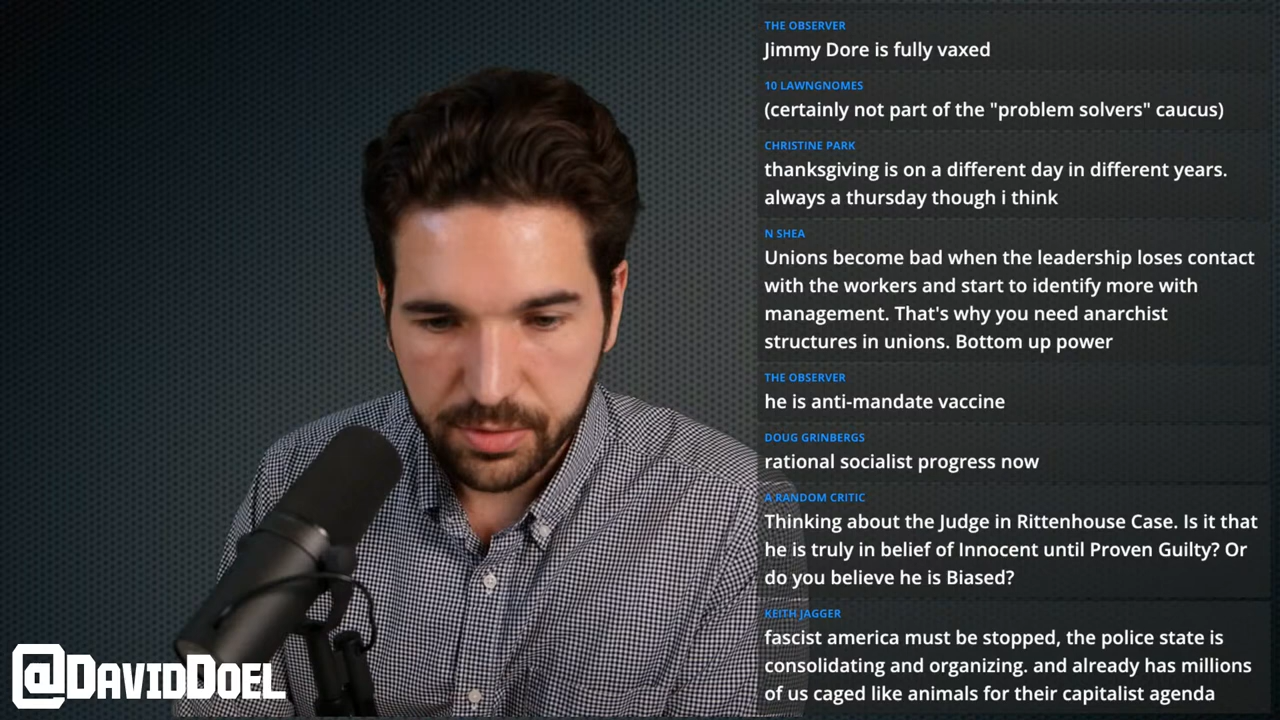 THE OBSERVER
Jimmy Dore is fully vaxed
10 LAWNGNOMES
(certainly not part of the "problem solvers" caucus)
CHRISTINE PARK
thanksgiving is on a different day in different years.
always a thursday though i think
N SHEA
Unions become bad when the leadership loses contact
with the workers and start to identify more with
management. That's why you need anarchist
structures in unions. Bottom up power
THE OBSERVER
he is anti-mandate vaccine
DOUG GRINBERGS
rational socialist progress now
A RANDOM CRITIC
Thinking about the Judge in Rittenhouse Case. Is it that
he is truly in belief of Innocent until Proven Guilty? Or
do you believe he is Biased?
KEITH JAGGER
fascist america must be stopped, the police state is
consolidating and organizing. and already has millions
of us caged like animals for their capitalist agenda
@DAVIDDOEL